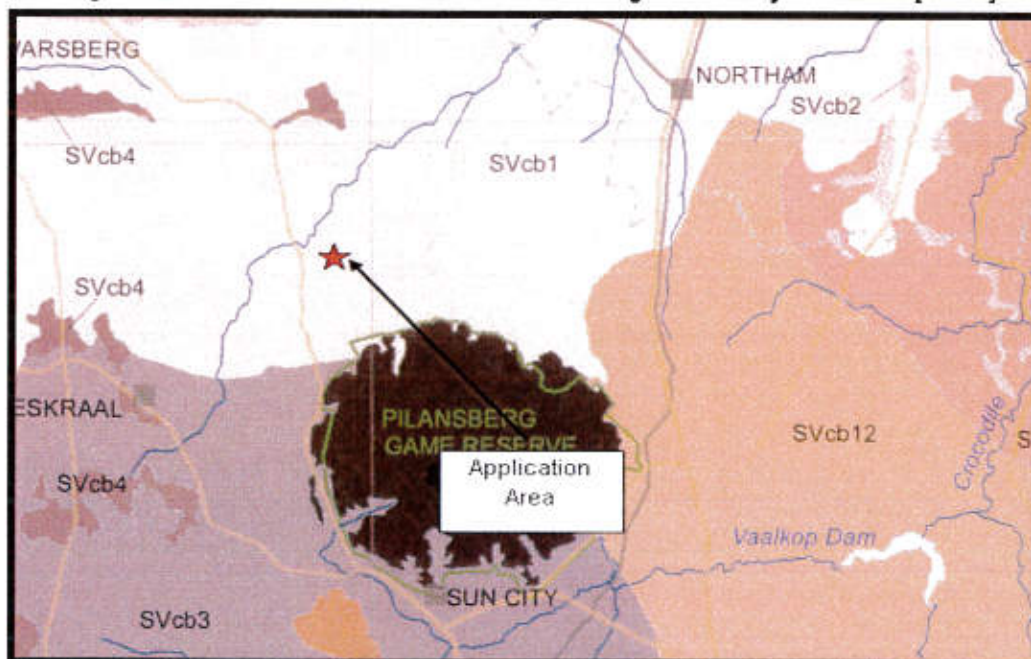 WARSBERG
NORTHAM
SVcb2
SVcb4
SVcb1
SVcb4
ESKRAAL
PILANSBERG
GAME RESERVE
SVcb4
Application
Area
SVcb12
Crocodile
S
Vaalkop Dam
SUN CITY
SVcb3